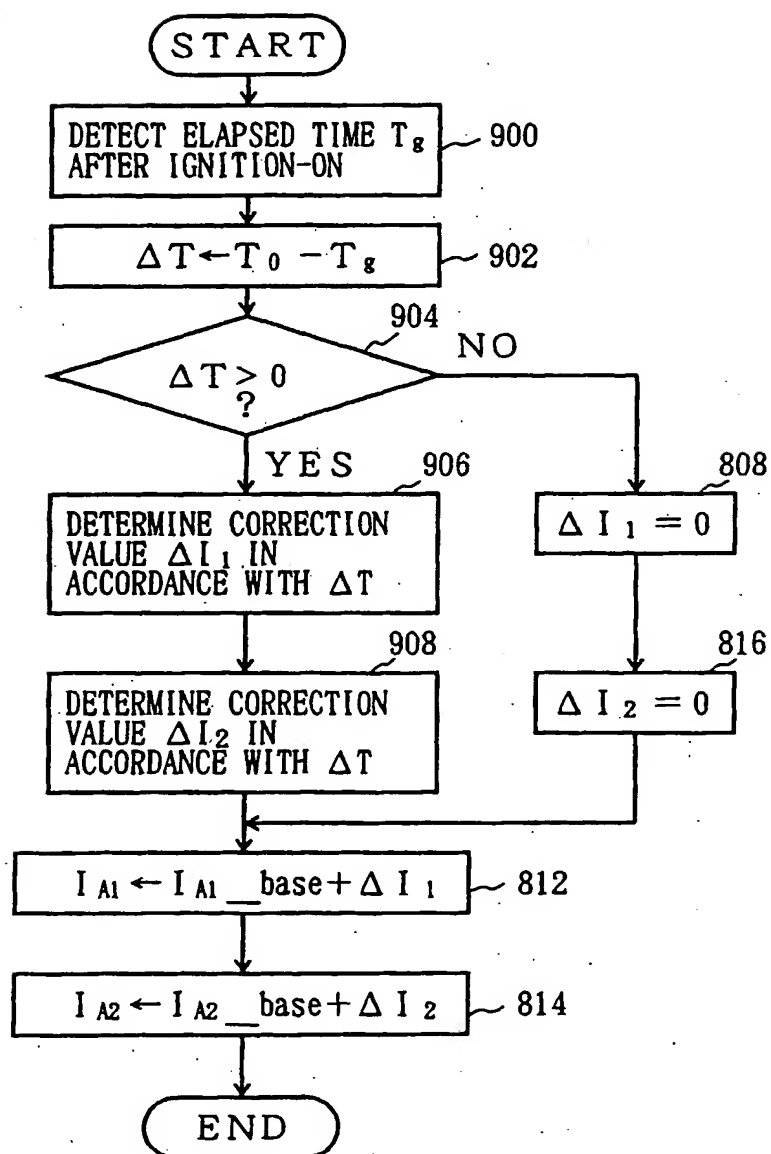 START
DETECT ELAPSED TIME Tg
AFTER IGNITION-ON
900
ΔT←T0 −Tg
902
904
ΔT>0
?
NO
YES
906
DETERMINE CORRECTION
VALUE ΔI1 IN
ACCORDANCE WITH ΔT
808
ΔI1 =0
908
DETERMINE CORRECTION
VALUE ΔI2 IN
ACCORDANCE WITH ΔT
816
ΔI2 =0
IA1←IA1_base+ΔI1
812
IA2←IA2_base+ΔI2
814
END